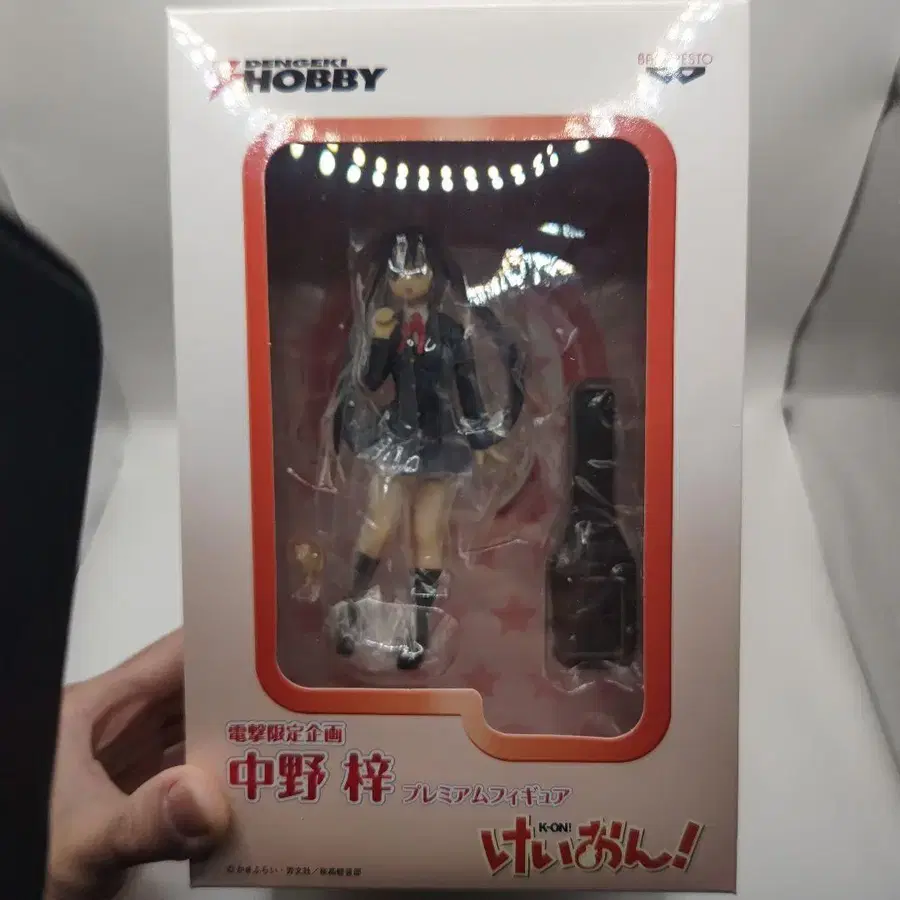 DENGEKI
HOBBY
BANPRESTO
電撃限定企画
中野 梓 プレミアムフィギュア
K-ON!
けいおん!
©かきふらい・芳文社/桜高軽音部